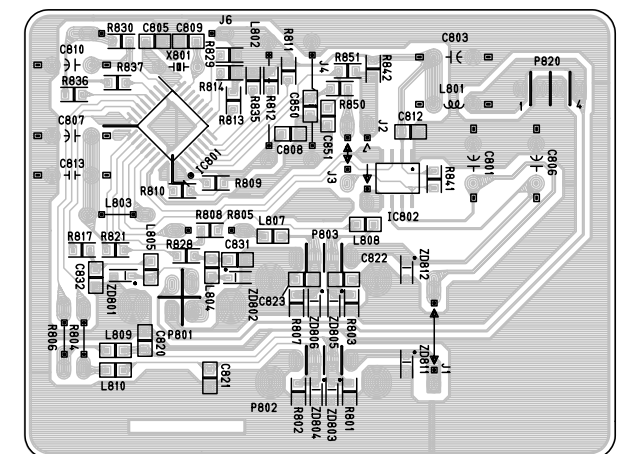 R830
C805
C809
J6
L802
R811
C803
C810
X801
R829
J4
R851
R842
P820
R837
R836
R814
R835
R812
L801
R813
C850
R850
C812
1
4
C807
C808
C851
J2
IC801
C813
R810
R809
J3
R841
C801
C806
L803
IC802
R808
R805
L807
P803
L808
R817
R821
L805
R828
C831
C822
ZD812
C832
ZD801
L804
ZD802
C823
P801
R806
R804
L809
C820
R807
ZD806
ZD805
R803
ZD811
J1
L810
C821
P802
R802
ZD804
ZD803
R801